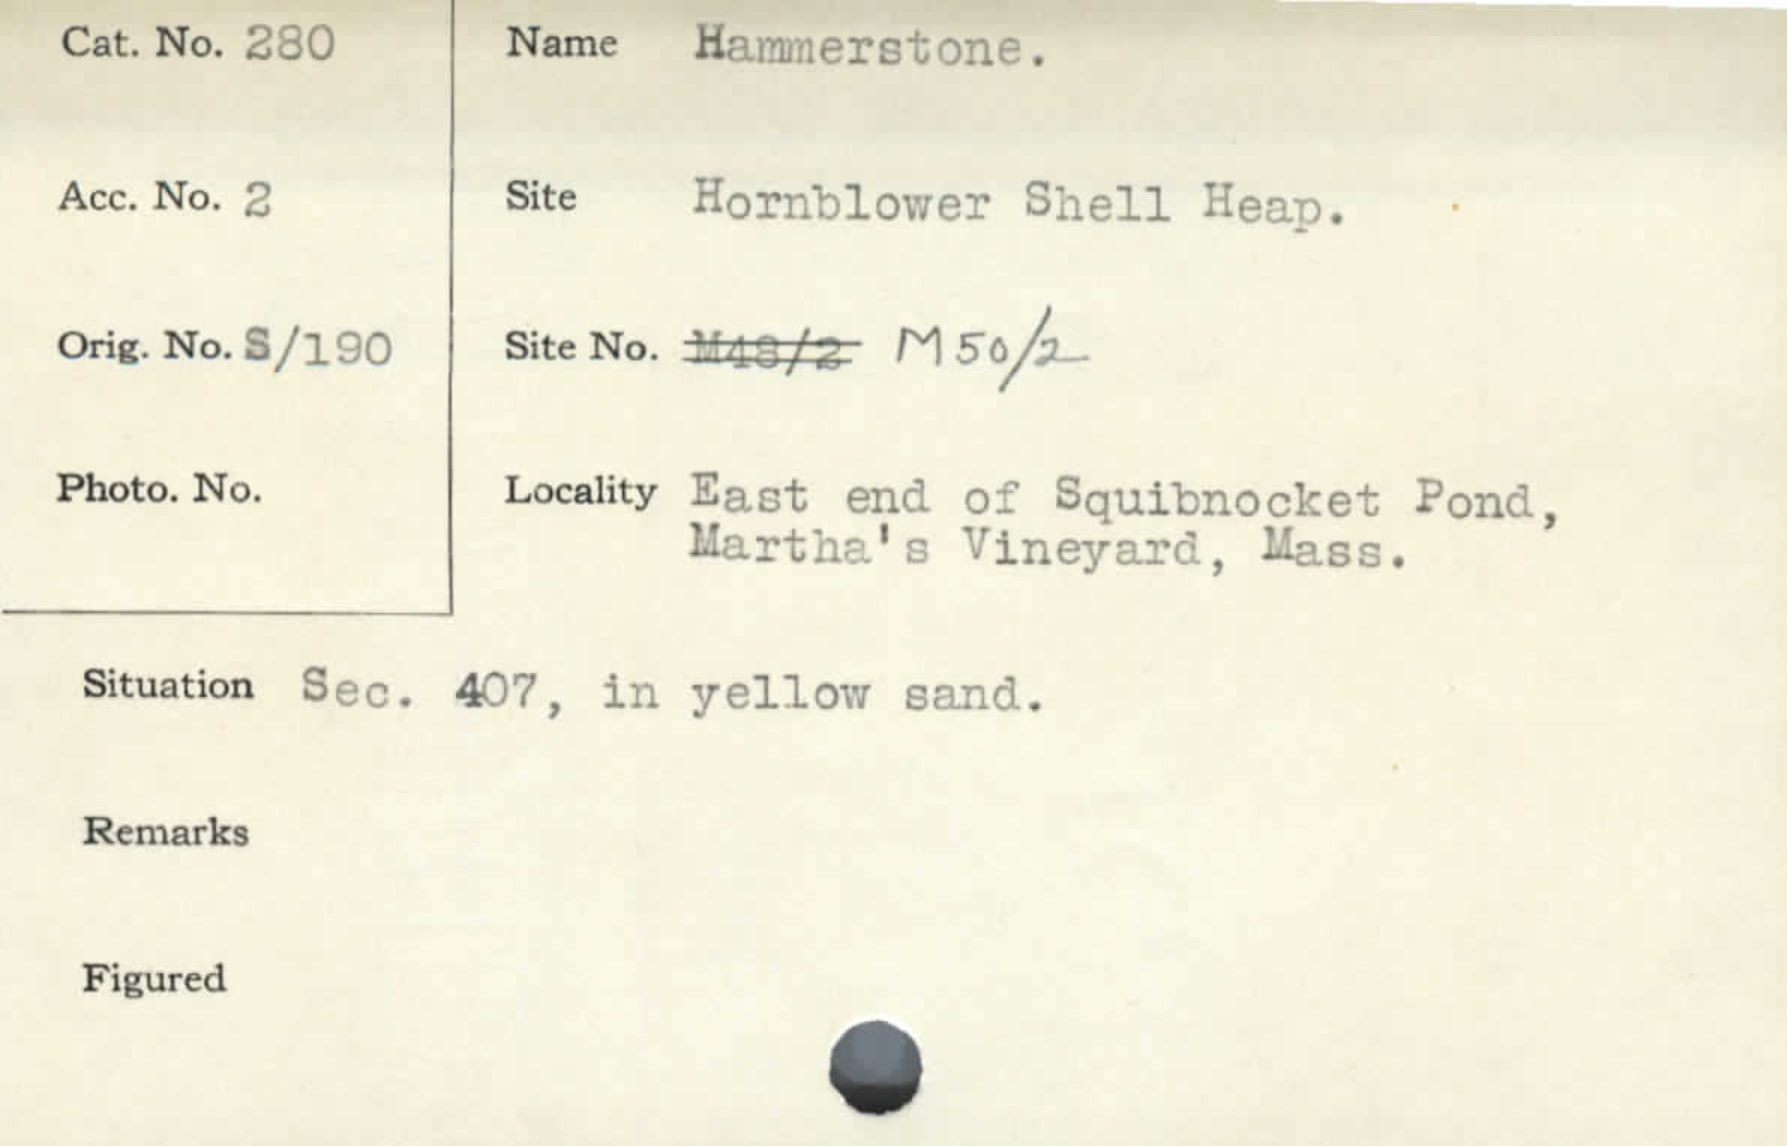 Cat. No. 280
Name Hammerstone.
Acc. No. 2
Site Hornblower Shell Heap.
Orig. No. S/190
Site No. M48/2 M50/2
Photo. No.
Locality East end of Squibnocket Pond,
Martha's Vineyard, Mass.
Situation Sec. 407, in yellow sand.
Remarks
Figured